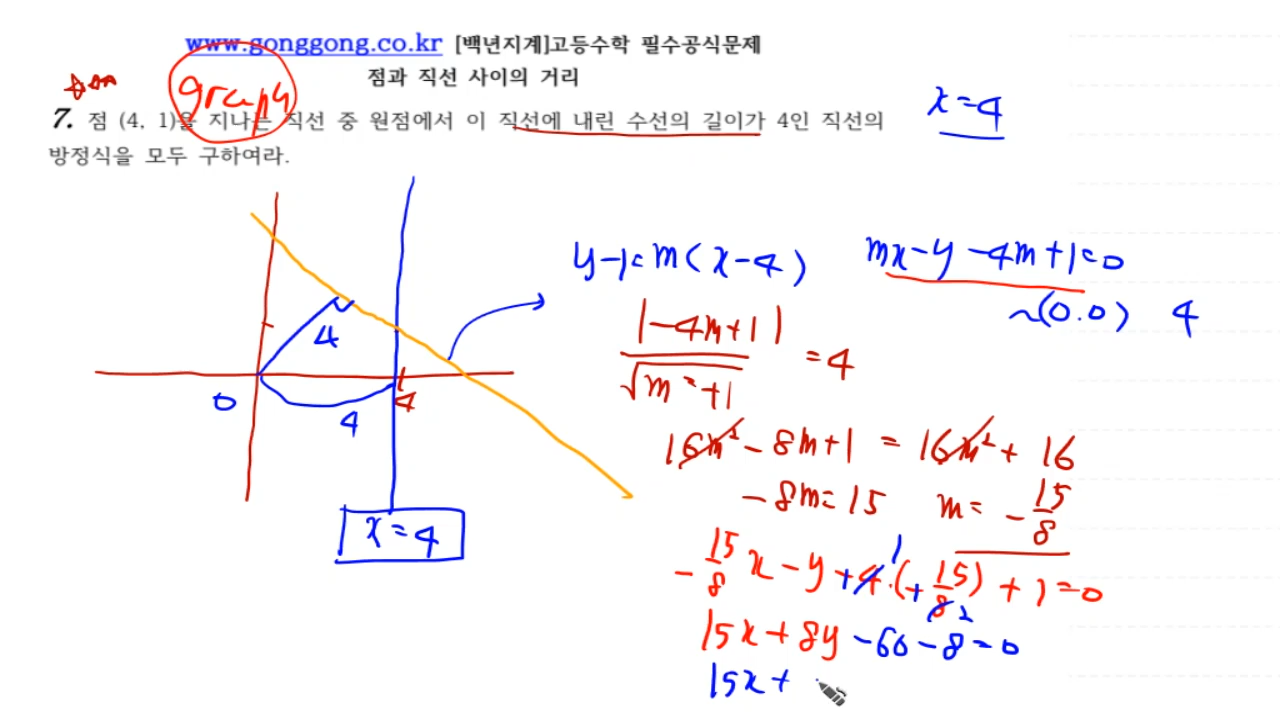 www.gonggong.co.kr [백년지계]고등수학 필수공식문제
점과 직선 사이의 거리
graph
7. 점 (4, 1)을 지나는 직선 중 원점에서 이 직선에 내린 수선의 길이가 4인 직선의
방정식을 모두 구하여라.
x=4
y-1=m(x-4)
mx-y-4m+1=0
~(0.0) 4
|-4m+1| / √m²+1 = 4
4
0
4
4
16m² - 8m+1 = 16m² + 16
-8m=15 m= -15/8
x=4
-15/8 x - y + 4·(+15/8) + 1 = 0
1
2
15x + 8y - 60 - 8 = 0
15x +